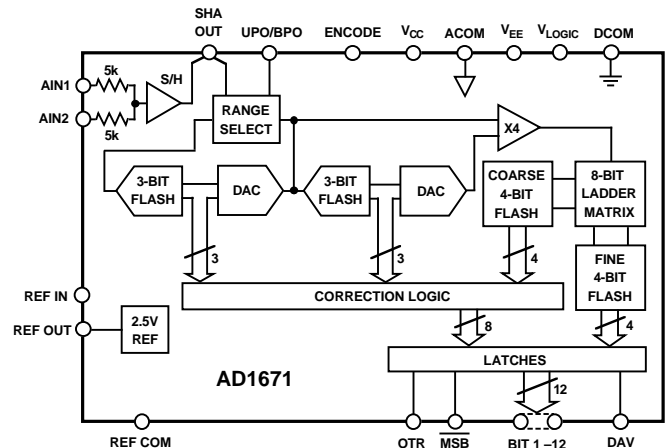 SHA
OUT
UPO/BPO
ENCODE
VCC
ACOM
VEE
VLOGIC
DCOM
AIN1
5k
S/H
AIN2
5k
RANGE
SELECT
X4
3-BIT
FLASH
DAC
3-BIT
FLASH
DAC
COARSE
4-BIT
FLASH
8-BIT
LADDER
MATRIX
3
3
4
FINE
4-BIT
FLASH
REF IN
CORRECTION LOGIC
REF OUT
2.5V
REF
8
4
LATCHES
AD1671
12
REF COM
OTR
MSB
BIT 1 –12
DAV